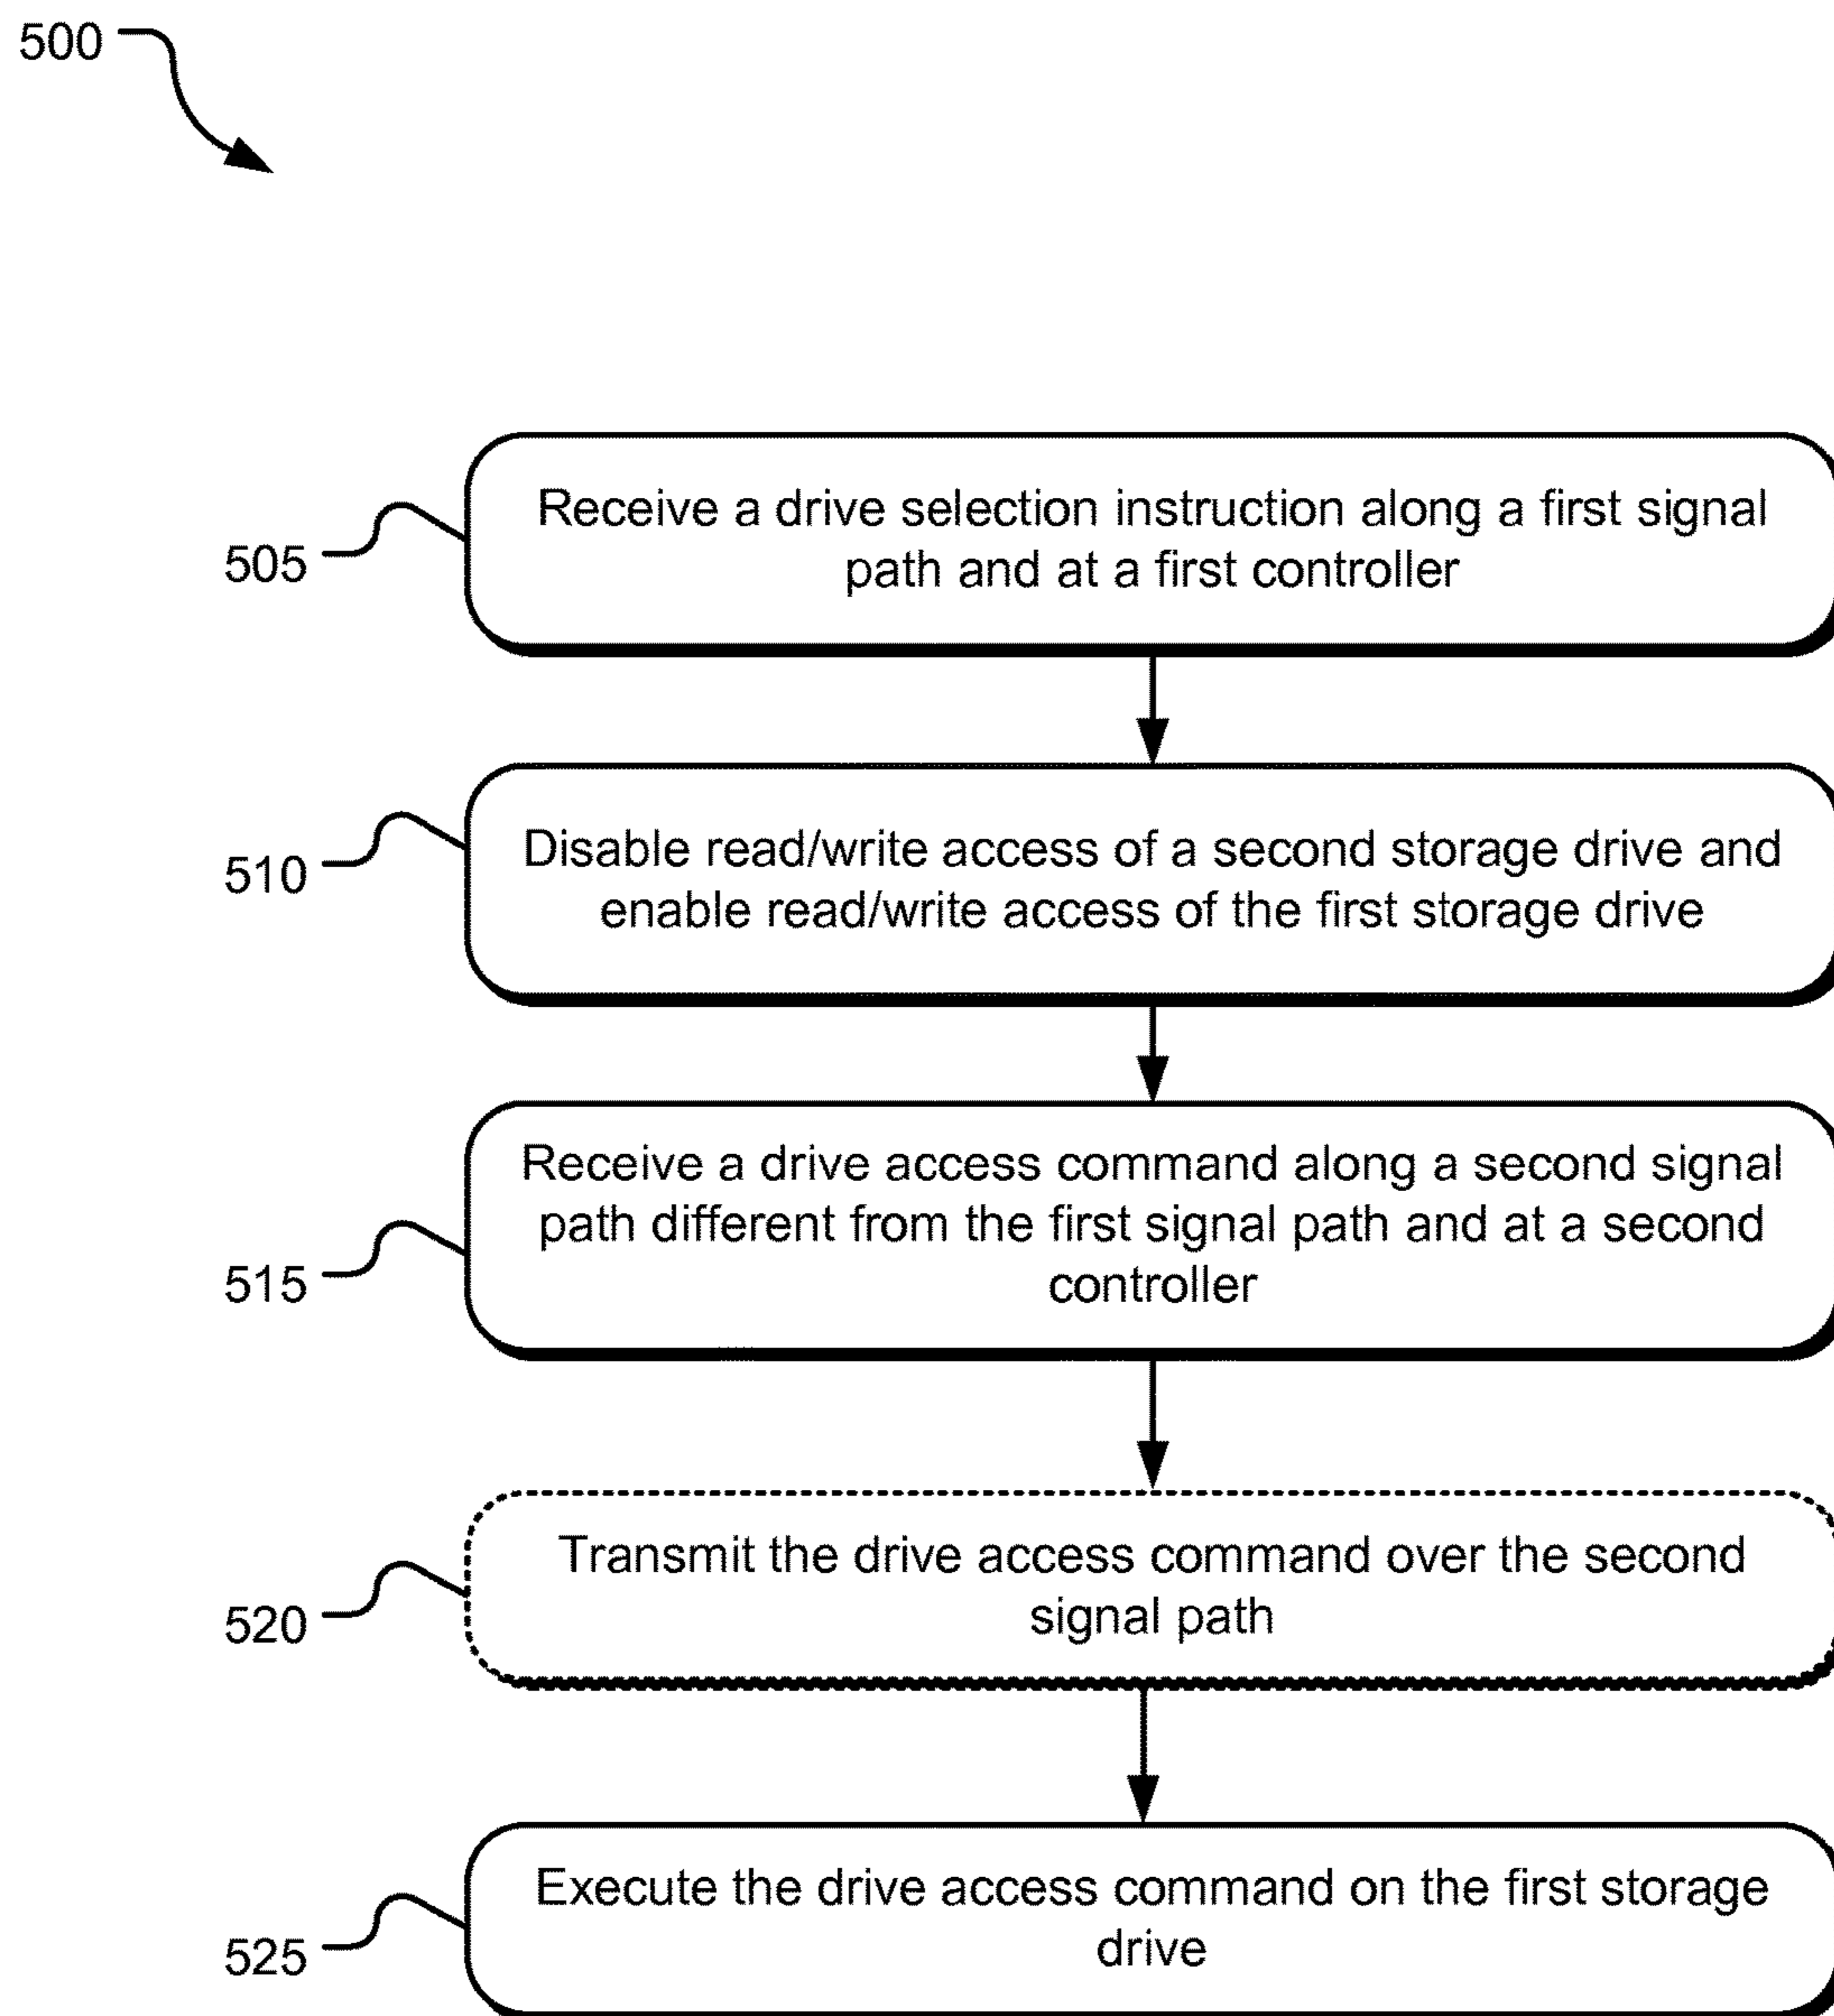 500
Receive a drive selection instruction along a first signal
path and at a first controller
505
Disable read/write access of a second storage drive and
enable read/write access of the first storage drive
510
Receive a drive access command along a second signal
path different from the first signal path and at a second
controller
515
Transmit the drive access command over the second
signal path
520
Execute the drive access command on the first storage
drive
525